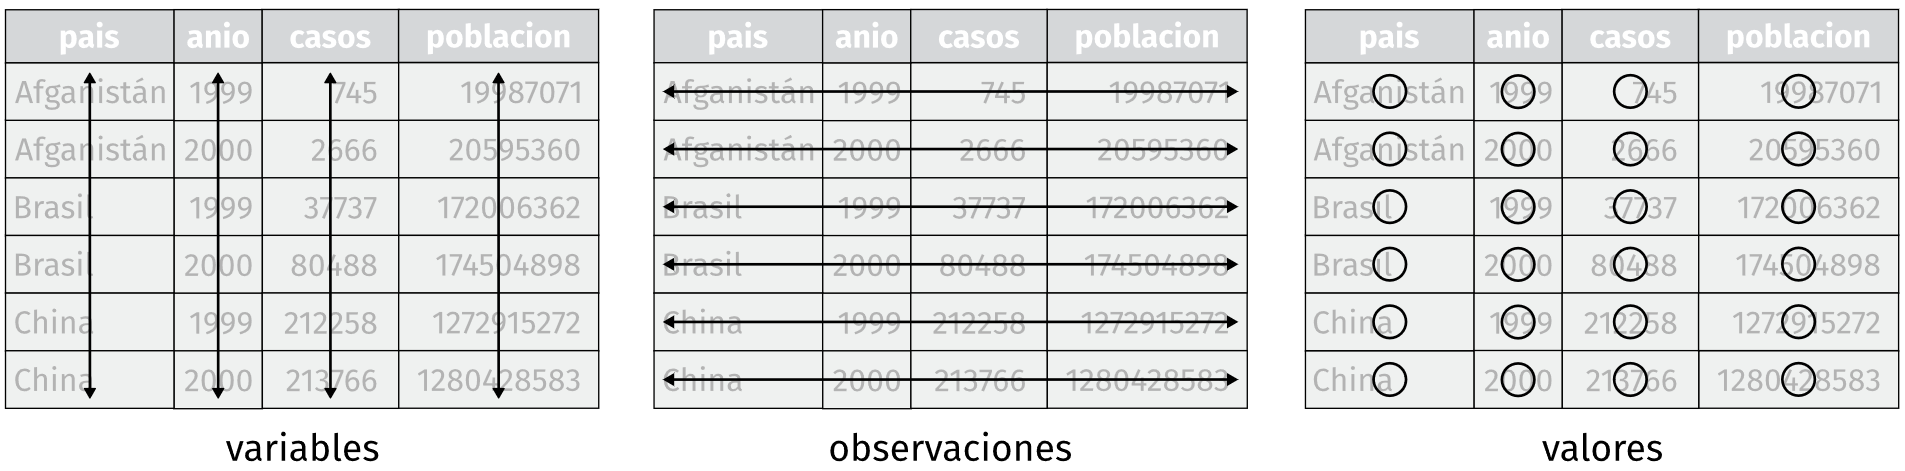 pais anio casos poblacion
Afganistán 1999 745 19987071
Afganistán 2000 2666 20595360
Brasil 1999 37737 172006362
Brasil 2000 80488 174504898
China 1999 212258 1272915272
China 2000 213766 1280428583
variables
pais anio casos poblacion
Afganistán 1999 745 19987071
Afganistán 2000 2666 20595360
Brasil 1999 37737 172006362
Brasil 2000 80488 174504898
China 1999 212258 1272915272
China 2000 213766 1280428583
observaciones
pais anio casos poblacion
Afganistán 1999 745 19987071
Afganistán 2000 2666 20595360
Brasil 1999 37737 172006362
Brasil 2000 80488 174504898
China 1999 212258 1272915272
China 2000 213766 1280428583
valores